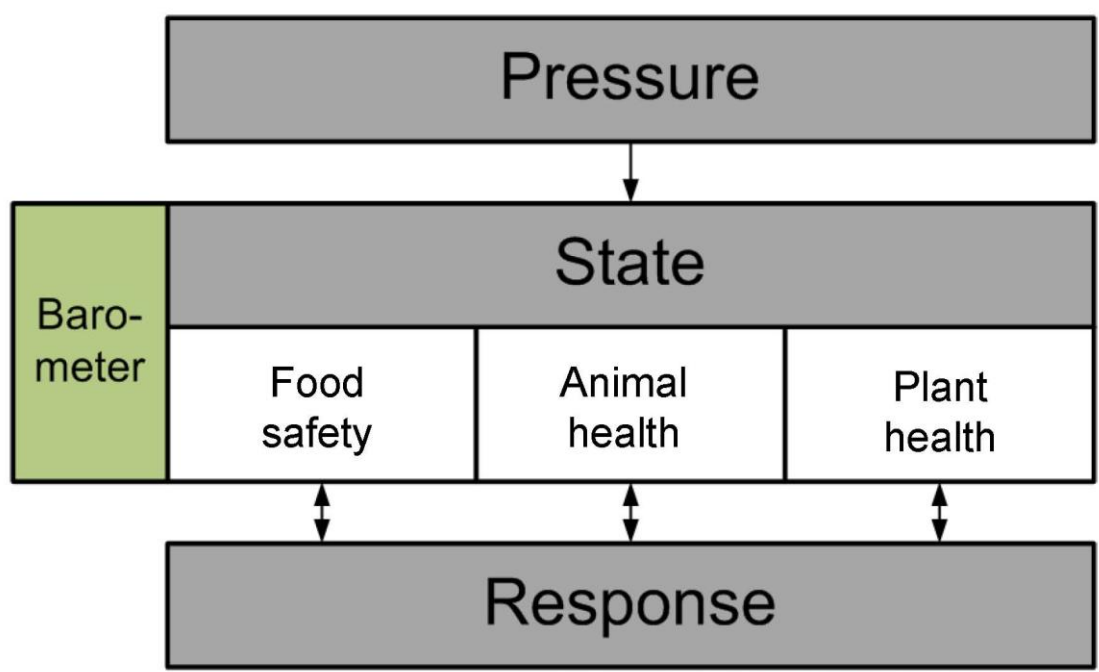 Pressure
State
Baro-
meter
Food
safety
Animal
health
Plant
health
Response